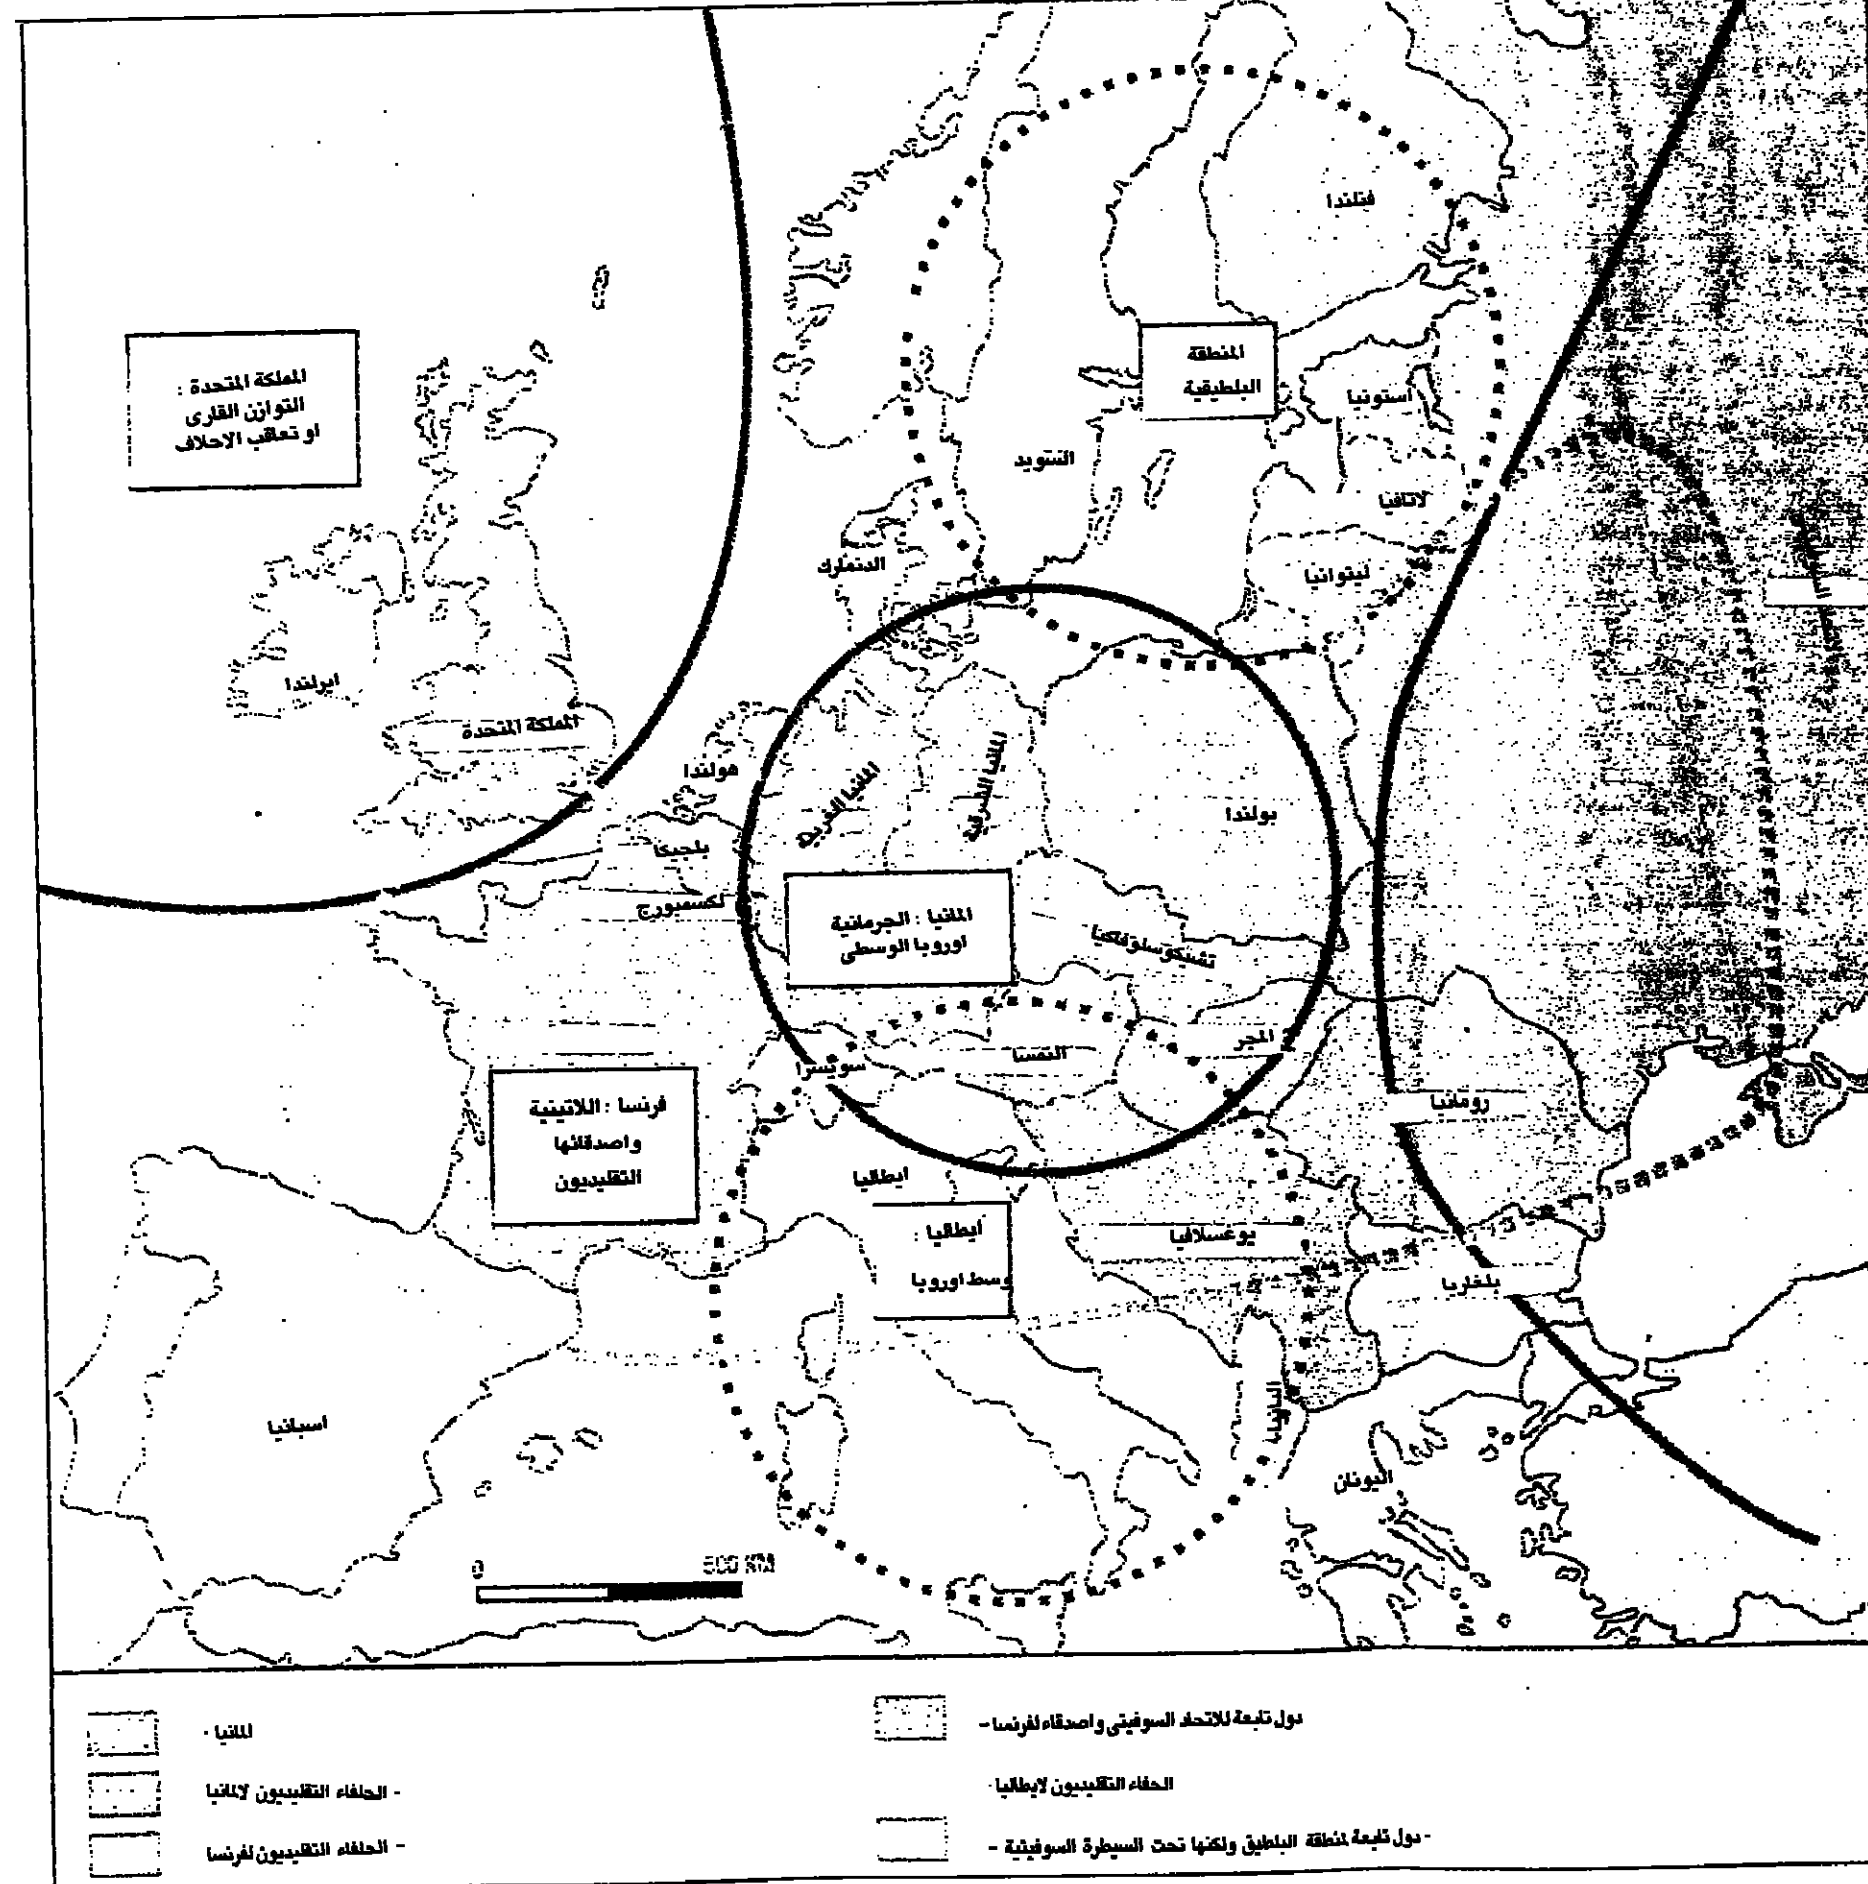 فنلندا
المملكة المتحدة :
التوازن القارى
او تعاقب الاحلاف
المنطقة
البلطيقية
استونيا
السويد
لاتافيا
ليتوانيا
الدنمارك
ايرلندا
المملكة المتحدة
هولندا
المانيا الغربية
المانيا الشرقية
بولندا
بلجيكا
لكسمبورج
المانيا : الجرمانية
اوروبا الوسطى
تشيكوسلوفاكيا
المجر
النمسا
سويسرا
رومانيا
فرنسا : اللاتينية
واصدقائها
التقليديون
ايطاليا
ايطاليا :
وسط اوروبا
يوغسلافيا
بلغاريا
البانيا
اسبانيا
اليونان
0 500 KM
دول تابعة للاتحاد السوفيتى واصدقاء لفرنسا -
الحفاء التقليديون لايطاليا ·
- دول تابعة لمنطقة البلطيق ولكنها تحت السيطرة السوفيتية -
المانيا ·
- الحلفاء التقليديون لالمانيا
- الحلفاء التقليديون لفرنسا